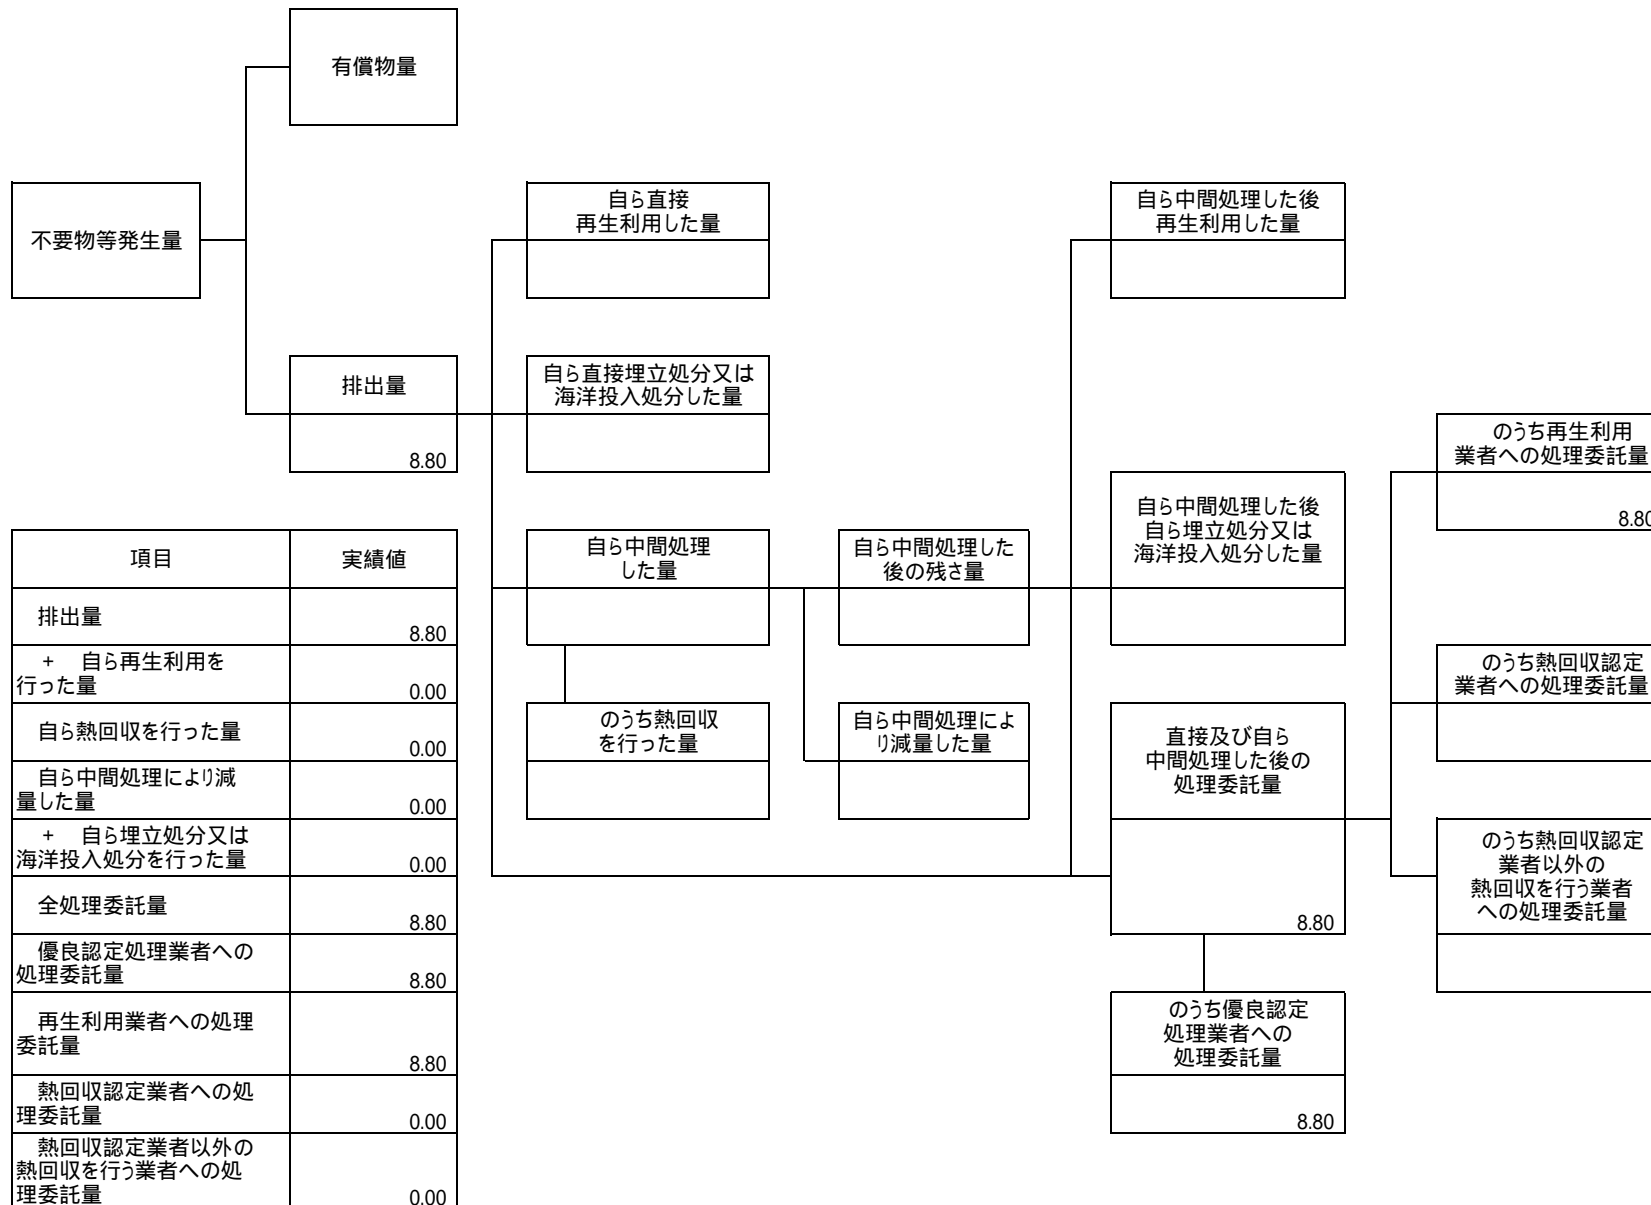 有償物量
不要物等発生量
自ら直接
再生利用した量
自ら中間処理した後
再生利用した量
排出量
8.80
自ら直接埋立処分又は
海洋投入処分した量
のうち再生利用
業者への処理委託量
8.80
自ら中間処理
した量
自ら中間処理した
後の残さ量
自ら中間処理した後
自ら埋立処分又は
海洋投入処分した量
のうち熱回収
を行った量
自ら中間処理によ
り減量した量
直接及び自ら
中間処理した後の
処理委託量
8.80
のうち熱回収認定
業者への処理委託量
のうち熱回収認定
業者以外の
熱回収を行う業者
への処理委託量
のうち優良認定
処理業者への
処理委託量
8.80
項目 実績値
排出量
8.80
+ 自ら再生利用を
行った量
0.00
自ら熱回収を行った量
0.00
自ら中間処理により減
量した量
0.00
+ 自ら埋立処分又は
海洋投入処分を行った量
0.00
全処理委託量
8.80
優良認定処理業者への
処理委託量
8.80
再生利用業者への処理
委託量
8.80
熱回収認定業者への処
理委託量
0.00
熱回収認定業者以外の
熱回収を行う業者への処
理委託量
0.00